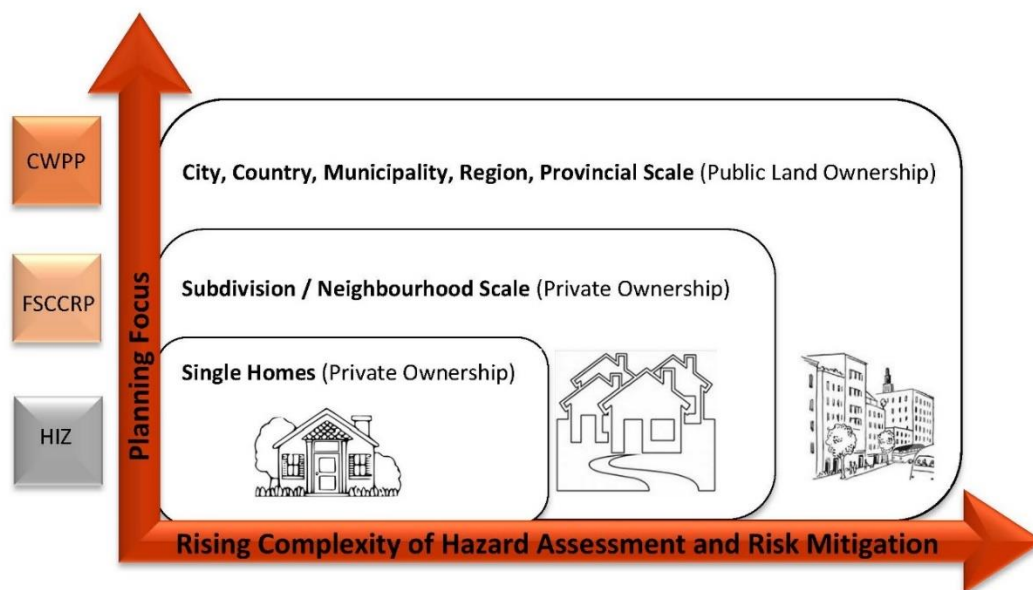 CWPP
City, Country, Municipality, Region, Provincial Scale (Public Land Ownership)
FSCCRP
Subdivision / Neighbourhood Scale (Private Ownership)
Single Homes (Private Ownership)
HIZ
Planning Focus
Rising Complexity of Hazard Assessment and Risk Mitigation